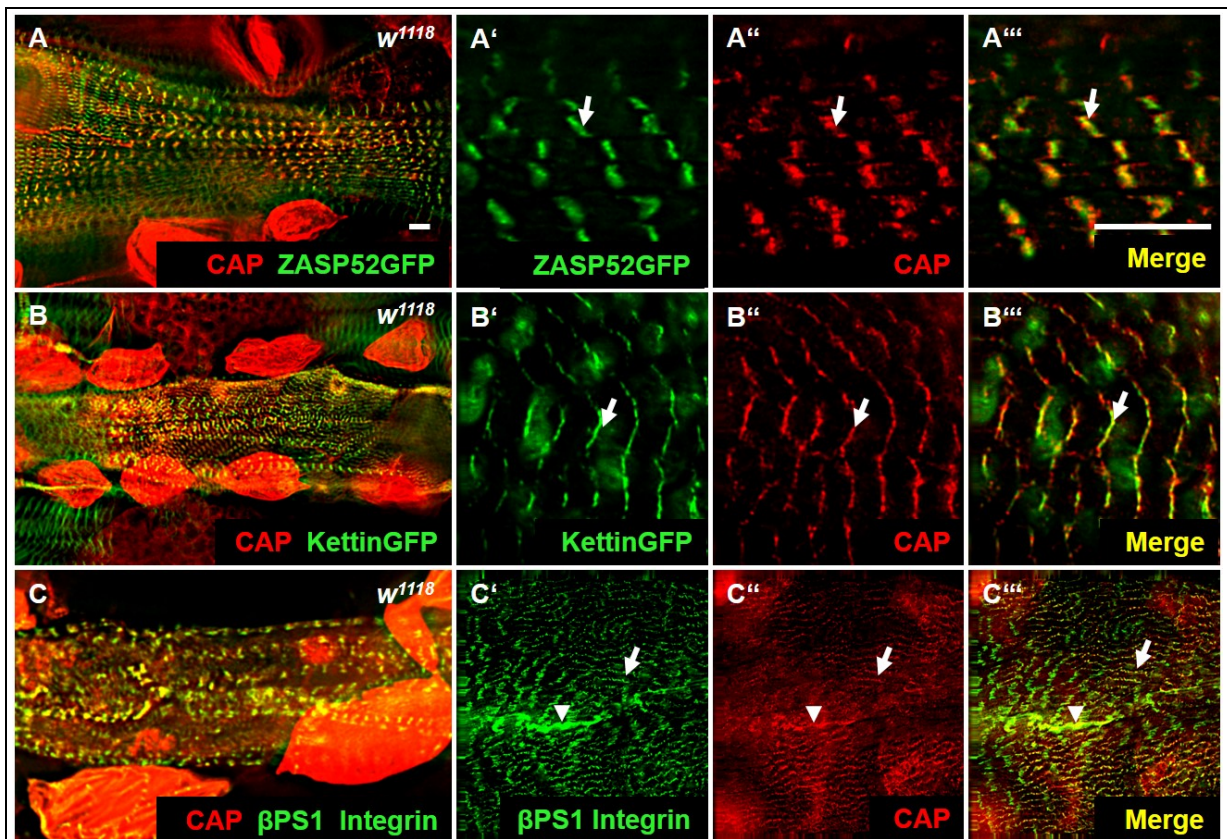 A w1118 A‘ A“ A“‘
CAP ZASP52GFP ZASP52GFP CAP Merge
B w1118 B‘ B“ B“‘
CAP KettinGFP KettinGFP CAP Merge
C w1118 C‘ C“ C“‘
CAP βPS1 Integrin βPS1 Integrin CAP Merge